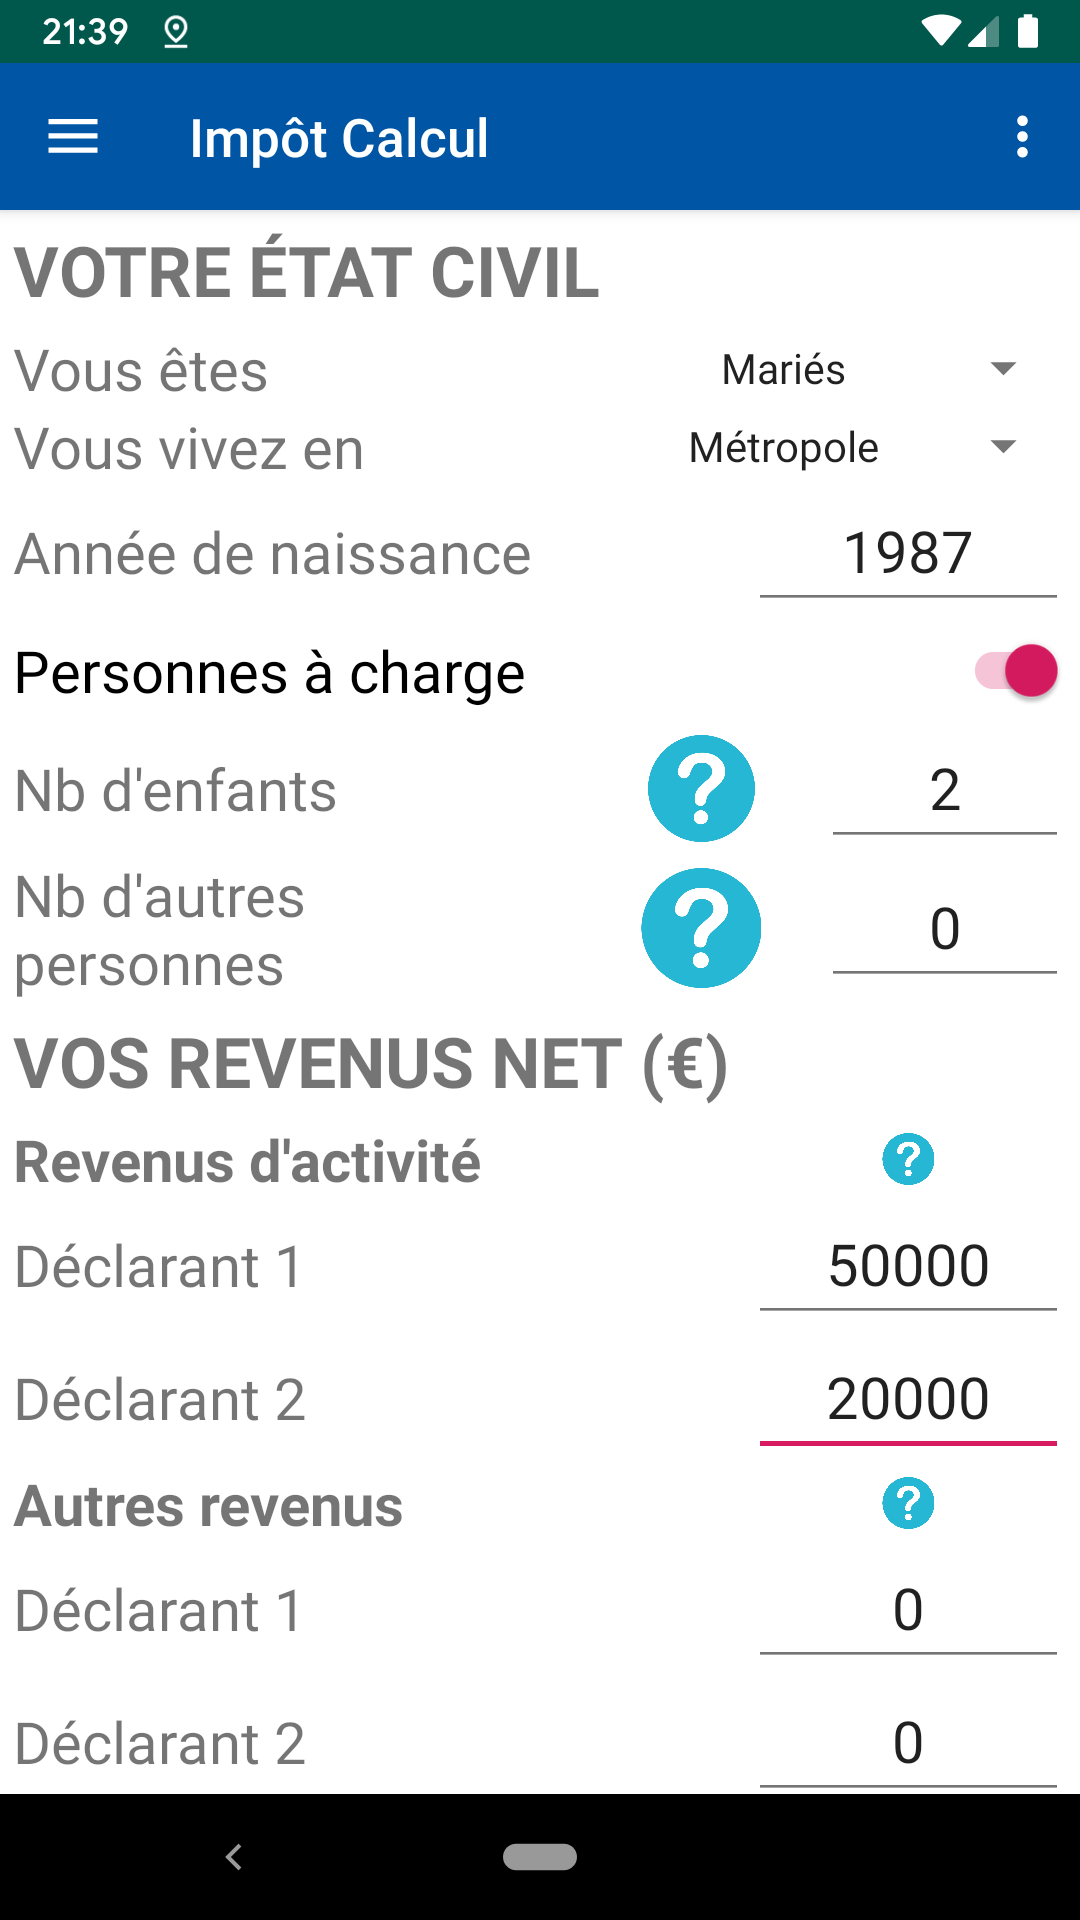 21:39
Impôt Calcul
VOTRE ÉTAT CIVIL
Vous êtes Mariés
Vous vivez en Métropole
Année de naissance 1987
Personnes à charge
Nb d'enfants ? 2
Nb d'autres
personnes ? 0
VOS REVENUS NET (€)
Revenus d'activité ?
Déclarant 1 50000
Déclarant 2 20000
Autres revenus ?
Déclarant 1 0
Déclarant 2 0